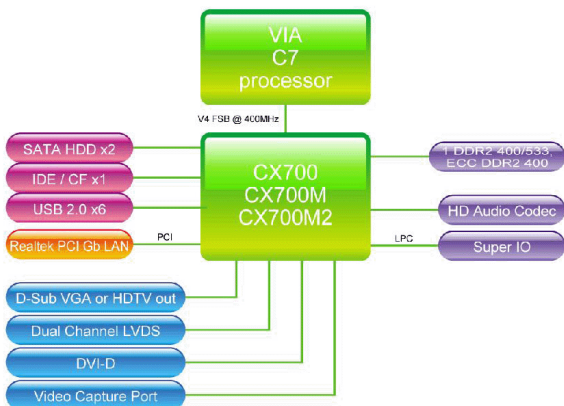 VIA
C7
processor
V4 FSB @ 400MHz
CX700
CX700M
CX700M2
SATA HDD x2
IDE / CF x1
USB 2.0 x6
Realtek PCI Gb LAN
PCI
1 DDR2 400/533,
ECC DDR2 400
HD Audio Codec
LPC
Super IO
D-Sub VGA or HDTV out
Dual Channel LVDS
DVI-D
Video Capture Port